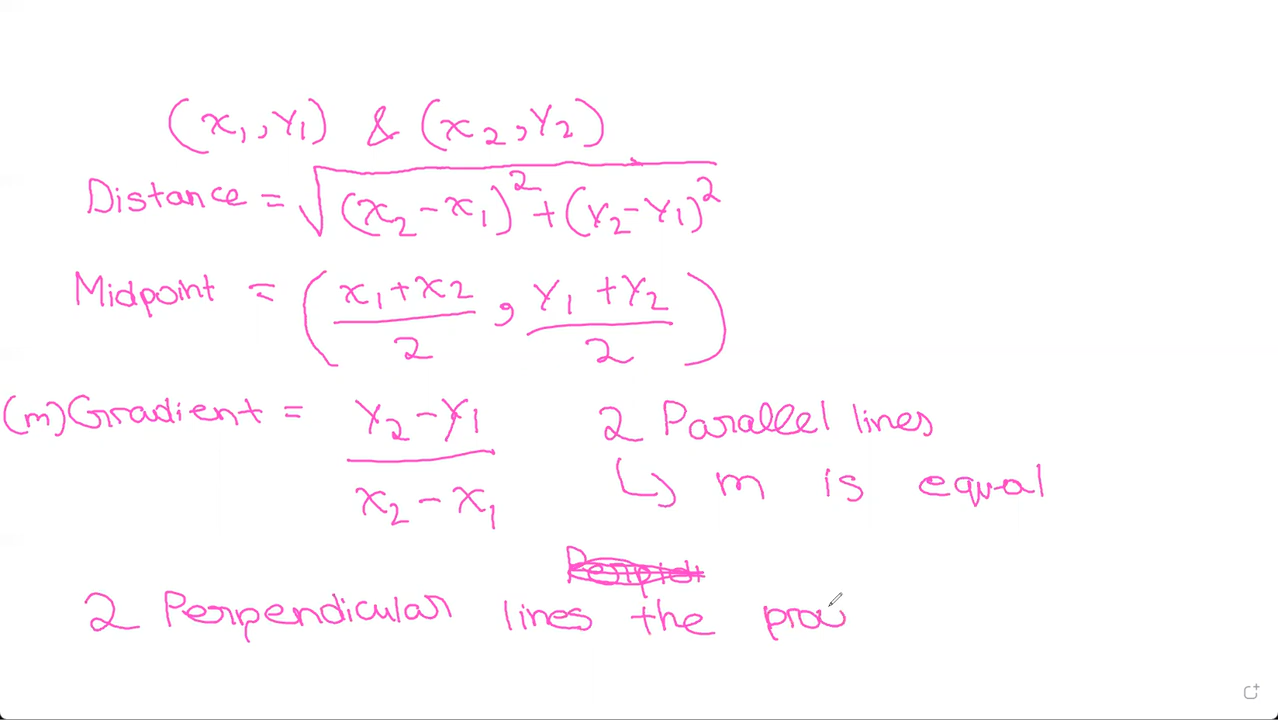 (x₁,y₁) & (x₂,y₂)
Distance = √((x₂-x₁)²+(y₂-y₁)²)
Midpoint = ((x₁+x₂)/2, (y₁+y₂)/2)
(m)Gradient = (y₂-y₁)/(x₂-x₁)
2 Parallel lines
↳ m is equal
2 Perpendicular lines the